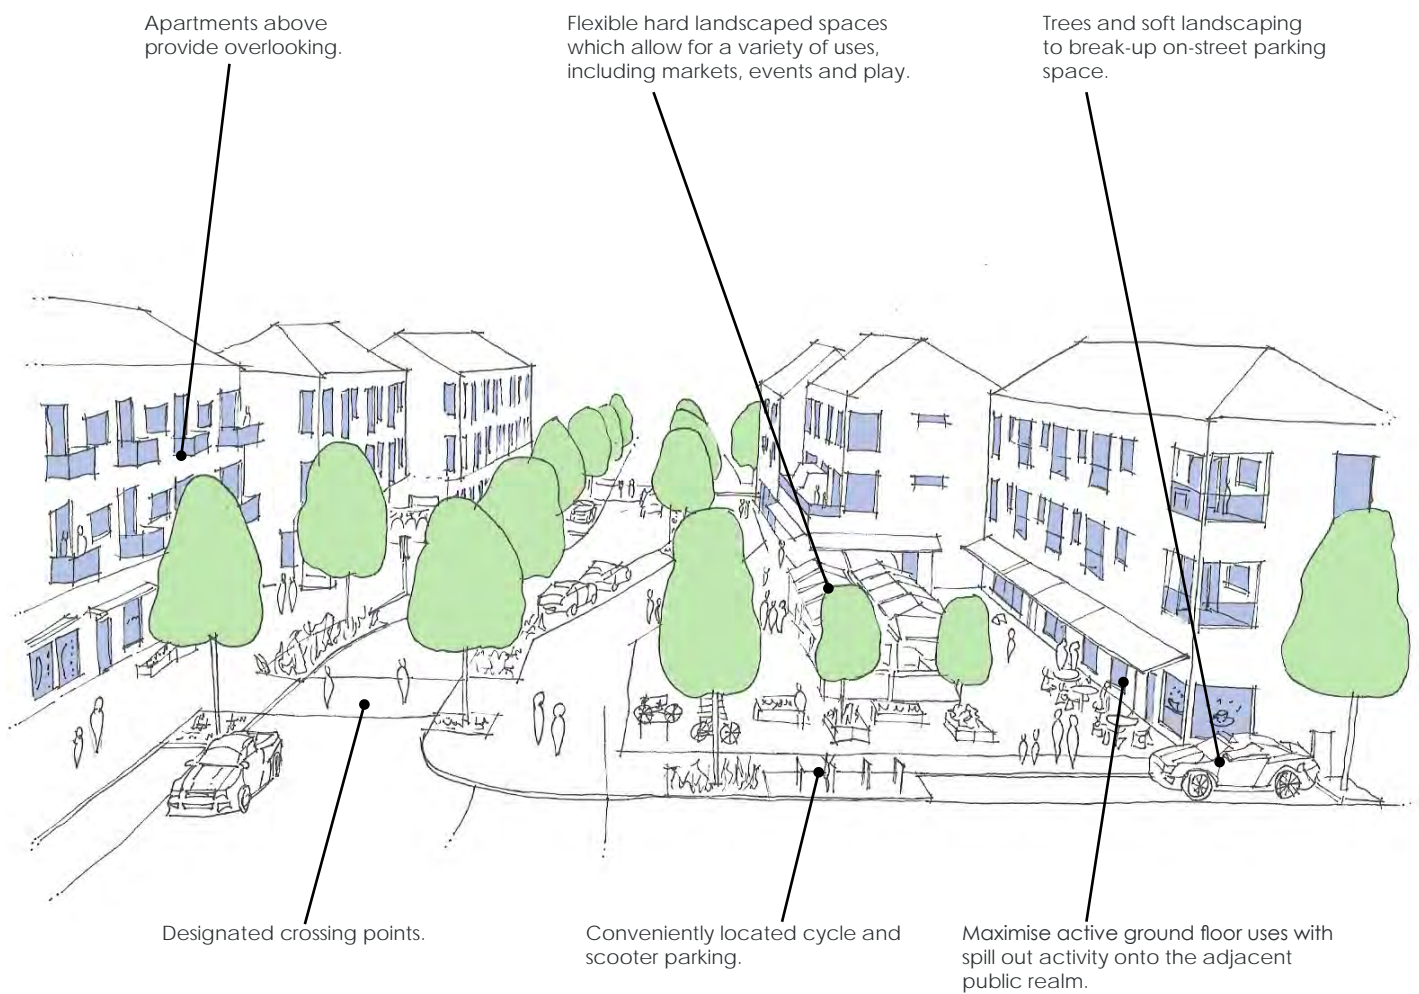 Apartments above
provide overlooking.
Flexible hard landscaped spaces
which allow for a variety of uses,
including markets, events and play.
Trees and soft landscaping
to break-up on-street parking
space.
Designated crossing points.
Conveniently located cycle and
scooter parking.
Maximise active ground floor uses with
spill out activity onto the adjacent
public realm.